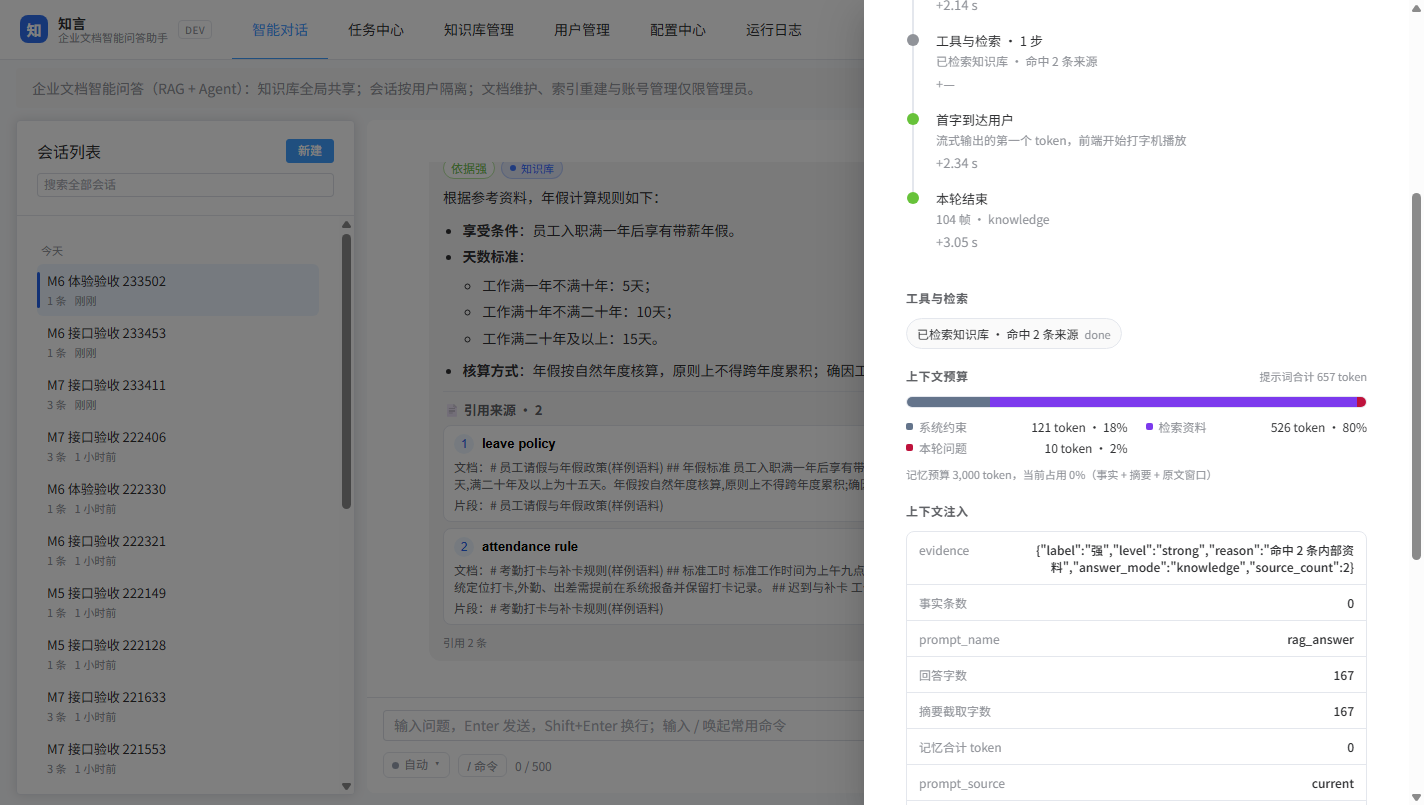 知
知言
企业文档智能问答助手
DEV
智能对话
任务中心
知识库管理
用户管理
配置中心
运行日志
企业文档智能问答（RAG + Agent）：知识库全局共享；会话按用户隔离；文档维护、索引重建与账号管理仅限管理员。
会话列表
新建
搜索全部会话
今天
M6 体验验收 233502
1 条 刚刚
M6 接口验收 233453
1 条 刚刚
M7 接口验收 233411
3 条 刚刚
M7 接口验收 222406
3 条 1 小时前
M6 体验验收 222330
1 条 1 小时前
M6 接口验收 222321
1 条 1 小时前
M5 接口验收 222149
1 条 1 小时前
M5 接口验收 222128
1 条 1 小时前
M7 接口验收 221633
3 条 1 小时前
M7 接口验收 221553
3 条 1 小时前
依据强
知识库
根据参考资料，年假计算规则如下：
• 享受条件：员工入职满一年后享有带薪年假。
• 天数标准：
◦ 工作满一年不满十年：5天；
◦ 工作满十年不满二十年：10天；
◦ 工作满二十年及以上：15天。
• 核算方式：年假按自然年度核算，原则上不得跨年度累积；确因工
引用来源 · 2
1 leave policy
文档：# 员工请假与年假政策(样例语料) ## 年假标准 员工入职满一年后享有带
天,满二十年及以上为十五天。年假按自然年度核算,原则上不得跨年度累积;确因
片段：# 员工请假与年假政策(样例语料)
2 attendance rule
文档：# 考勤打卡与补卡规则(样例语料) ## 标准工时 标准工作时间为上午九点
统定位打卡,外勤、出差需提前在系统报备并保留打卡记录。 ## 迟到与补卡 工
片段：# 考勤打卡与补卡规则(样例语料)
引用 2 条
输入问题，Enter 发送，Shift+Enter 换行；输入 / 唤起常用命令
自动
/ 命令
0 / 500
+2.14 s
工具与检索 · 1 步
已检索知识库 · 命中 2 条来源
+—
首字到达用户
流式输出的第一个 token，前端开始打字机播放
+2.34 s
本轮结束
104 帧 · knowledge
+3.05 s
工具与检索
已检索知识库 · 命中 2 条来源 done
上下文预算
提示词合计 657 token
系统约束 121 token · 18%
检索资料 526 token · 80%
本轮问题 10 token · 2%
记忆预算 3,000 token，当前占用 0%（事实 + 摘要 + 原文窗口）
上下文注入
evidence {"label":"强","level":"strong","reason":"命中 2 条内部资
料","answer_mode":"knowledge","source_count":2}
事实条数 0
prompt_name rag_answer
回答字数 167
摘要截取字数 167
记忆合计 token 0
prompt_source current